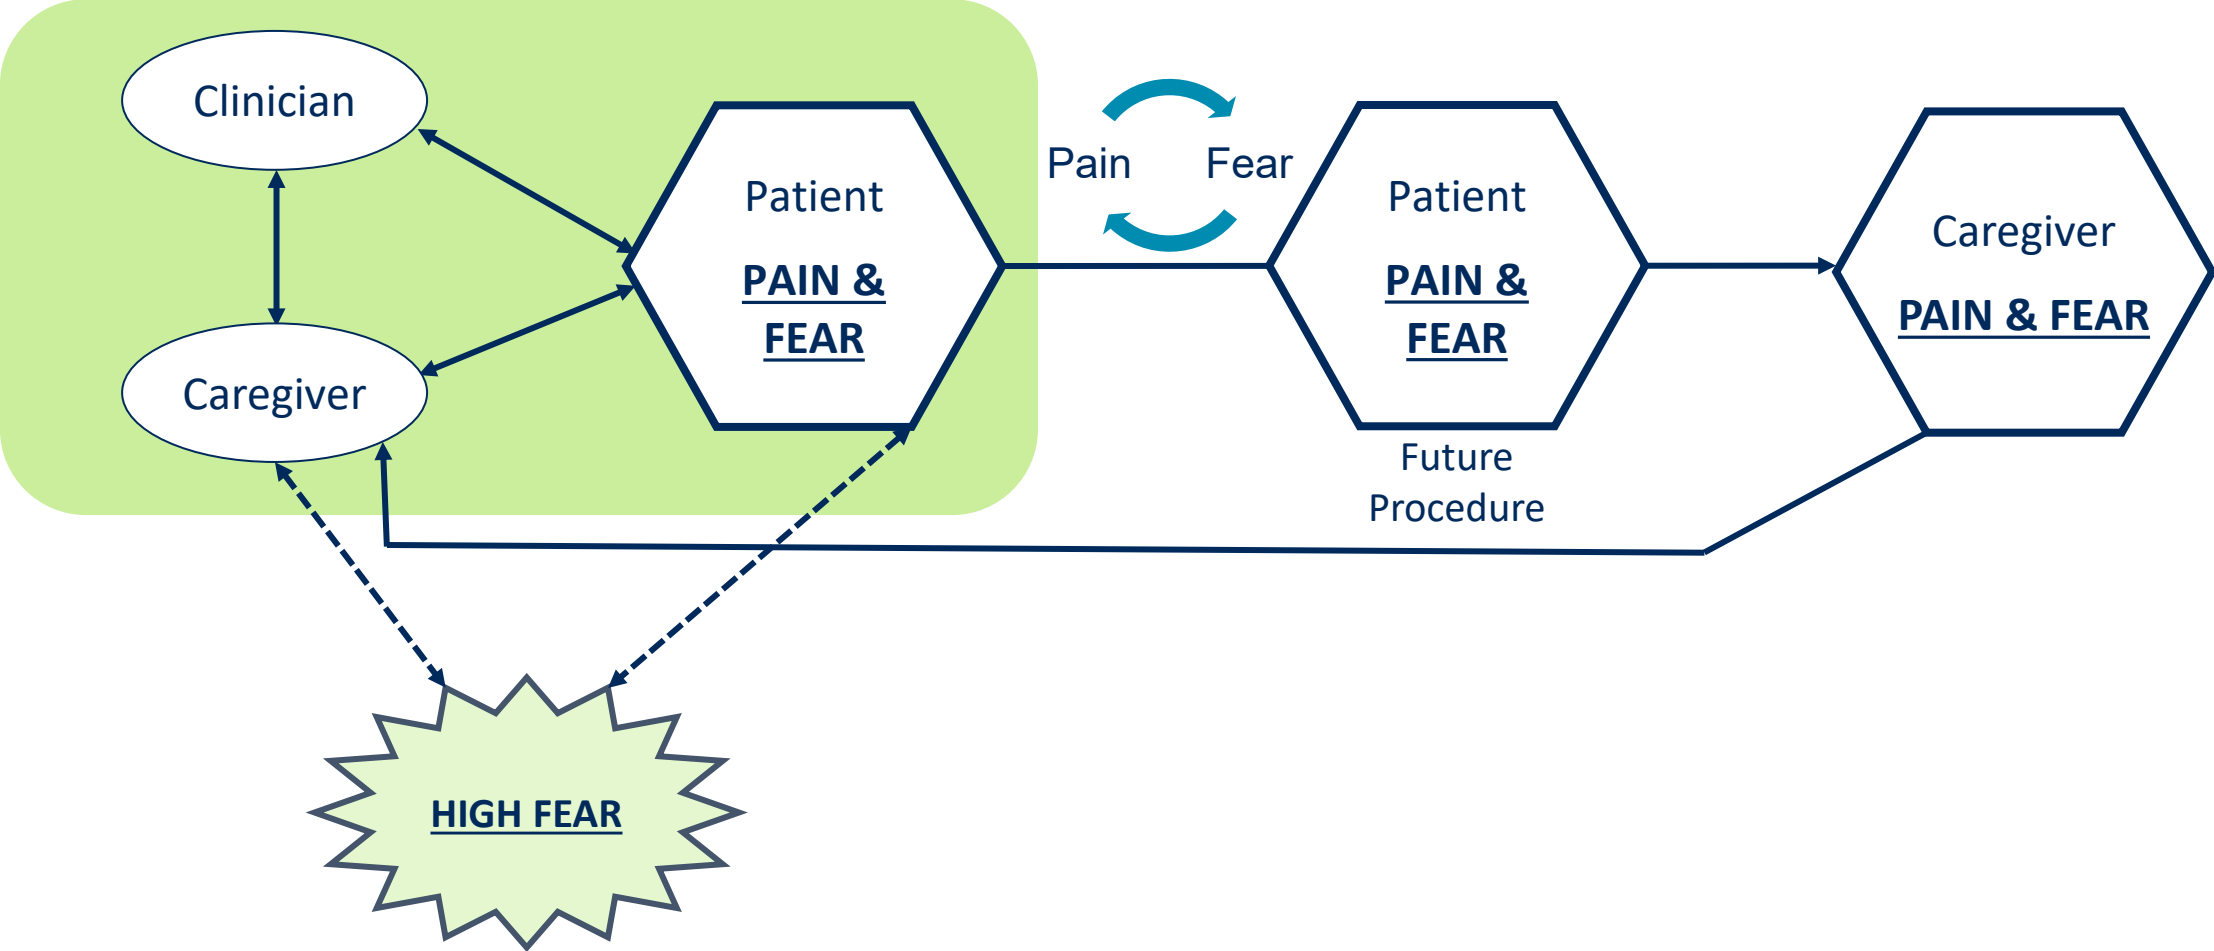 Clinician
Caregiver
Patient
PAIN &
FEAR
Pain
Fear
Patient
PAIN &
FEAR
Future
Procedure
Caregiver
PAIN & FEAR
HIGH FEAR